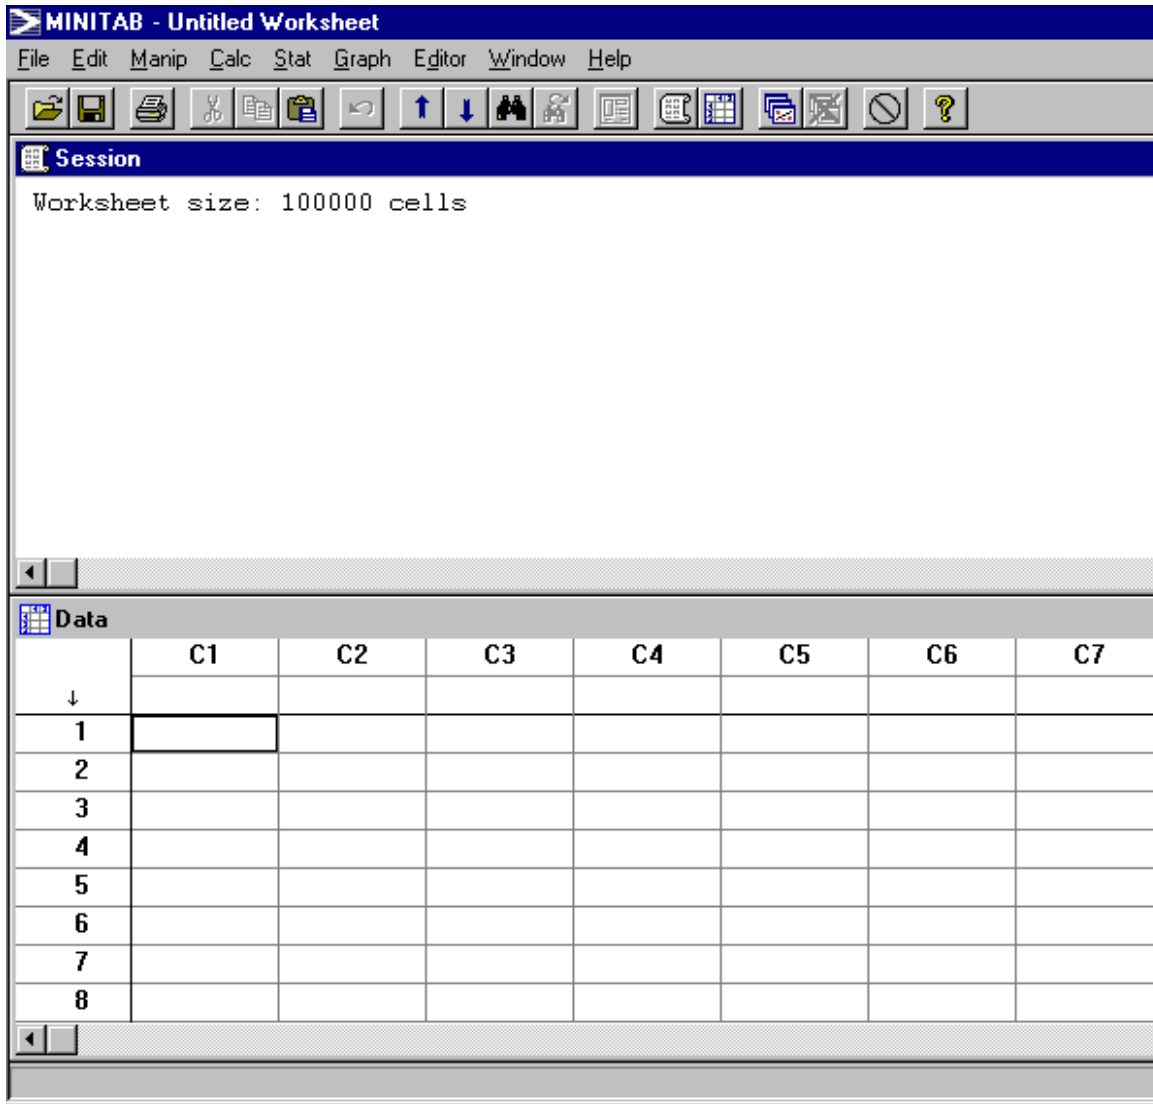 MINITAB - Untitled Worksheet
File Edit Manip Calc Stat Graph Editor Window Help
Session
Worksheet size: 100000 cells
Data
C1 C2 C3 C4 C5 C6 C7
↓
1
2
3
4
5
6
7
8